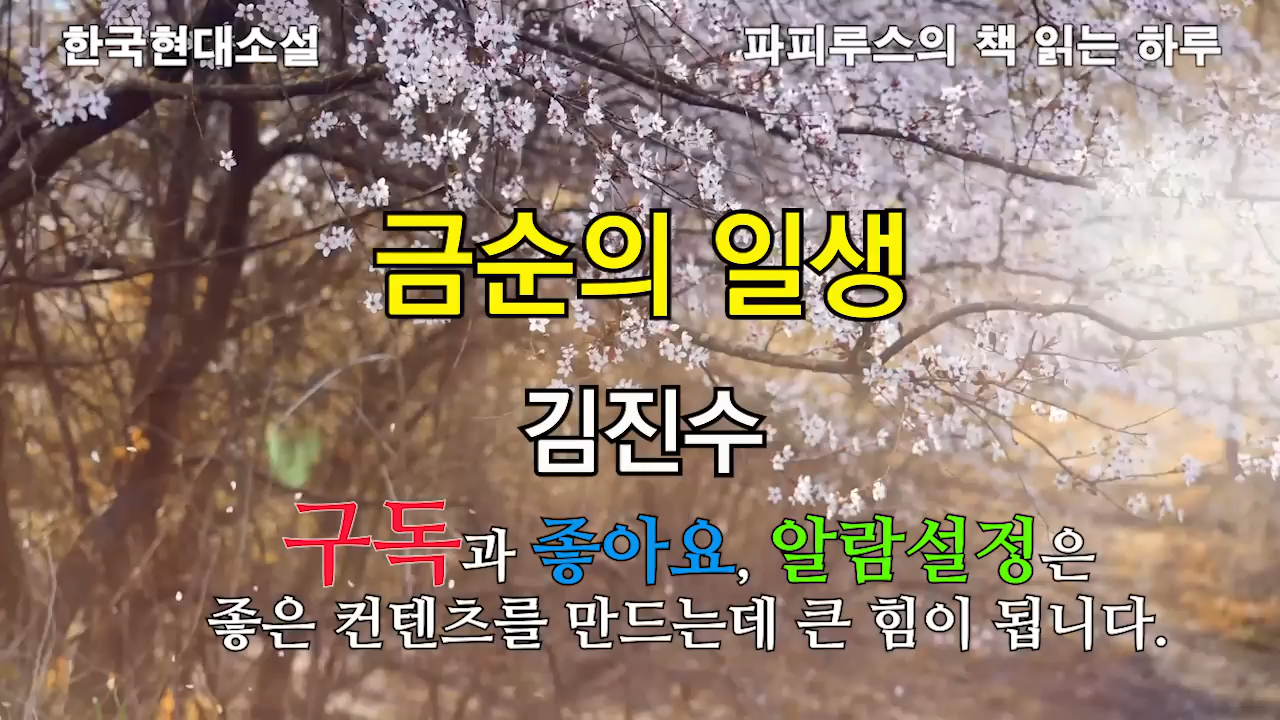 한국현대소설
파피루스의 책 읽는 하루
금순의 일생
김진수
구독과 좋아요, 알람설정은
좋은 컨텐츠를 만드는데 큰 힘이 됩니다.